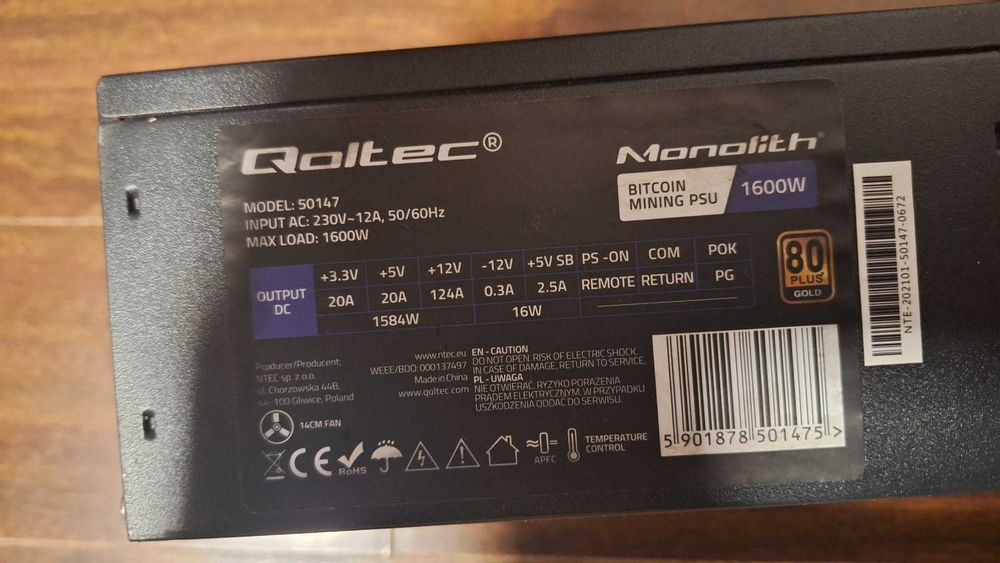 Qoltec®
Monolith®
BITCOIN
MINING PSU
1600W
MODEL: 50147
INPUT AC: 230V~12A, 50/60Hz
MAX LOAD: 1600W
OUTPUT
DC
+3.3V +5V +12V -12V +5V SB PS -ON COM POK
20A 20A 124A 0.3A 2.5A REMOTE RETURN PG
1584W 16W
80
PLUS
GOLD
NTE-202101-50147-0672
Producer/Producent:
NTEC sp. z o.o.
ul. Chorzowska 44B,
44-100 Gliwice, Poland
www.ntec.eu
WEEE/BDO: 000137497
Made in China
www.qoltec.com
EN - CAUTION
DO NOT OPEN. RISK OF ELECTRIC SHOCK.
IN CASE OF DAMAGE, RETURN TO SERVICE.
PL - UWAGA
NIE OTWIERAĆ. RYZYKO PORAŻENIA
PRĄDEM ELEKTRYCZNYM. W PRZYPADKU
USZKODZENIA ODDAĆ DO SERWISU.
14CM FAN
CE
RoHS
APFC
TEMPERATURE
CONTROL
5 901878 501475 >